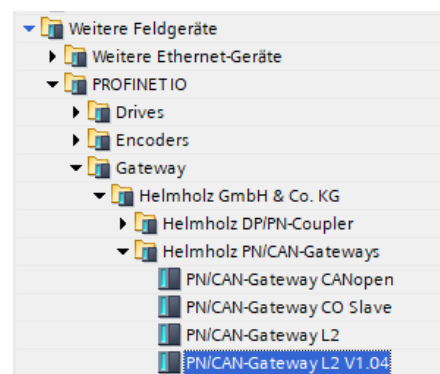 Weitere Feldgeräte
Weitere Ethernet-Geräte
PROFINET IO
Drives
Encoders
Gateway
Helmholz GmbH & Co. KG
Helmholz DP/PN-Coupler
Helmholz PN/CAN-Gateways
PN/CAN-Gateway CANopen
PN/CAN-Gateway CO Slave
PN/CAN-Gateway L2
PN/CAN-Gateway L2 V1.04